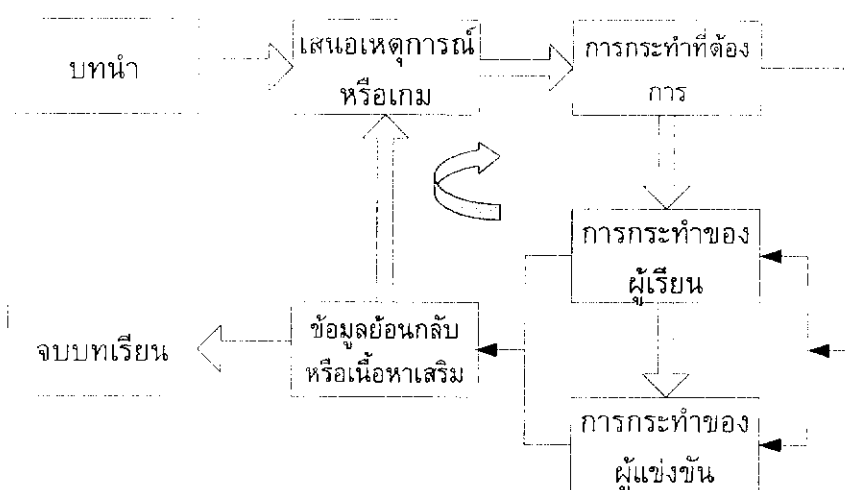 บทนำ
เสนอเหตุการณ์
หรือเกม
การกระทำที่ต้อง
การ
การกระทำของ
ผู้เรียน
ข้อมูลย้อนกลับ
หรือเนื้อหาเสริม
จบบทเรียน
การกระทำของ
ผู้แข่งขัน